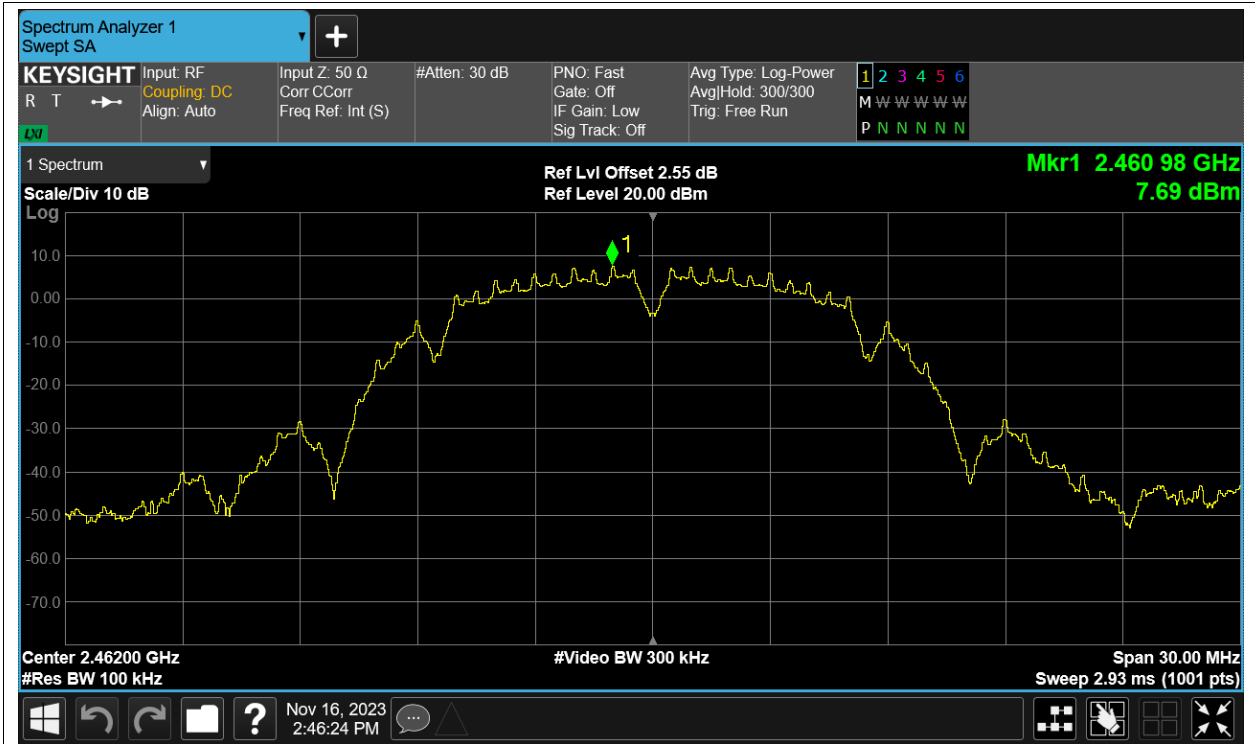 Spectrum Analyzer 1
Swept SA
+
KEYSIGHT
R T
LXI
Input: RF
Coupling: DC
Align: Auto
Input Z: 50 Ω
Corr CCorr
Freq Ref: Int (S)
#Atten: 30 dB
PNO: Fast
Gate: Off
IF Gain: Low
Sig Track: Off
Avg Type: Log-Power
Avg|Hold: 300/300
Trig: Free Run
1 2 3 4 5 6
M W W W W W
P N N N N N
1 Spectrum
Scale/Div 10 dB
Log
Ref Lvl Offset 2.55 dB
Ref Level 20.00 dBm
Mkr1 2.460 98 GHz
7.69 dBm
1
10.0
0.00
-10.0
-20.0
-30.0
-40.0
-50.0
-60.0
-70.0
Center 2.46200 GHz
#Res BW 100 kHz
#Video BW 300 kHz
Span 30.00 MHz
Sweep 2.93 ms (1001 pts)
?
Nov 16, 2023
2:46:24 PM